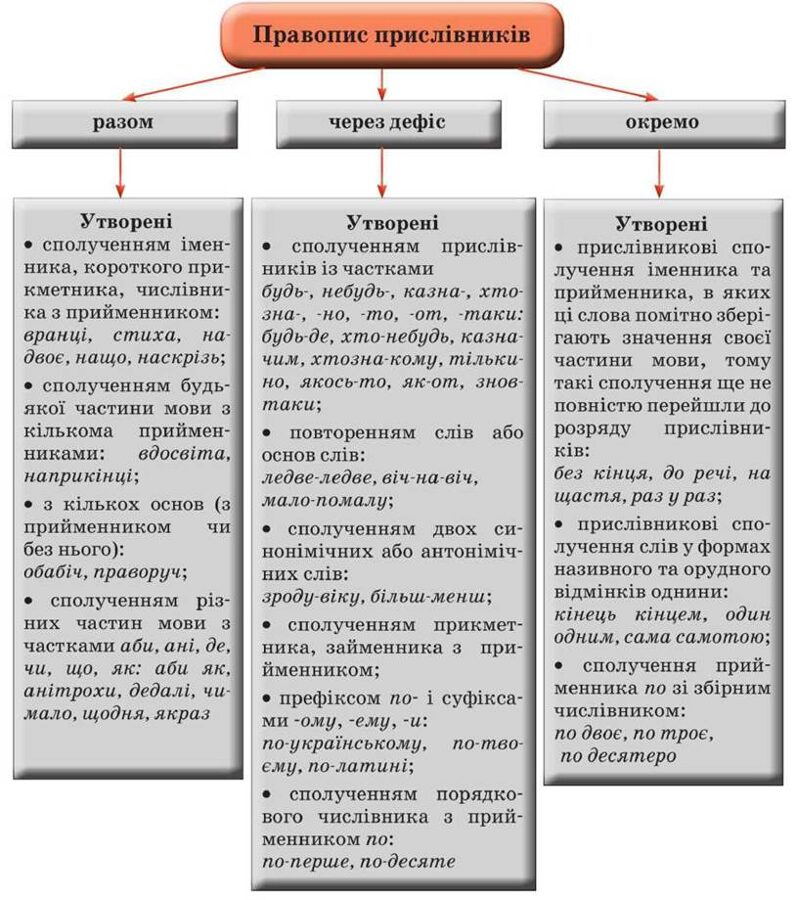 Правопис прислівників
разом
через дефіс
окремо
Утворені
• сполученням імен-
ника, короткого при-
кметника, числівни-
ка з прийменником:
вранці, стиха, на-
двоє, нащо, наскрізь;
• сполученням будь-
якої частини мови з
кількома приймен-
никами: вдосвіта,
наприкінці;
• з кількох основ (з
прийменником чи
без нього):
обабіч, праворуч;
• сполученням різ-
них частин мови з
частками аби, ані, де,
чи, що, як: аби як,
анітрохи, дедалі, чи-
мало, щодня, якраз
Утворені
• сполученням прислів-
ників із частками
будь-, небудь-, казна-, хто-
зна-, -но, -то, -от, -таки:
будь-де, хто-небудь, казна-
чим, хтозна-кому, тільки-
но, якось-то, як-от, знов-
таки;
• повторенням слів або
основ слів:
ледве-ледве, віч-на-віч,
мало-помалу;
• сполученням двох си-
нонімічних або антоніміч-
них слів:
зроду-віку, більш-менш;
• сполученням прикмет-
ника, займенника з при-
йменником;
• префіксом по- і суфікса-
ми -ому, -ему, -и:
по-українському, по-тво-
єму, по-латині;
• сполученням порядко-
вого числівника з прий-
менником по:
по-перше, по-десяте
Утворені
• прислівникові спо-
лучення іменника та
прийменника, в яких
ці слова помітно збері-
гають значення своєї
частини мови, тому
такі сполучення ще не
повністю перейшли до
розряду прислівни-
ків:
без кінця, до речі, на
щастя, раз у раз;
• прислівникові спо-
лучення слів у формах
називного та орудного
відмінків однини:
кінець кінцем, один
одним, сама самотою;
• сполучення прий-
менника по зі збірним
числівником:
по двоє, по троє,
по десятеро